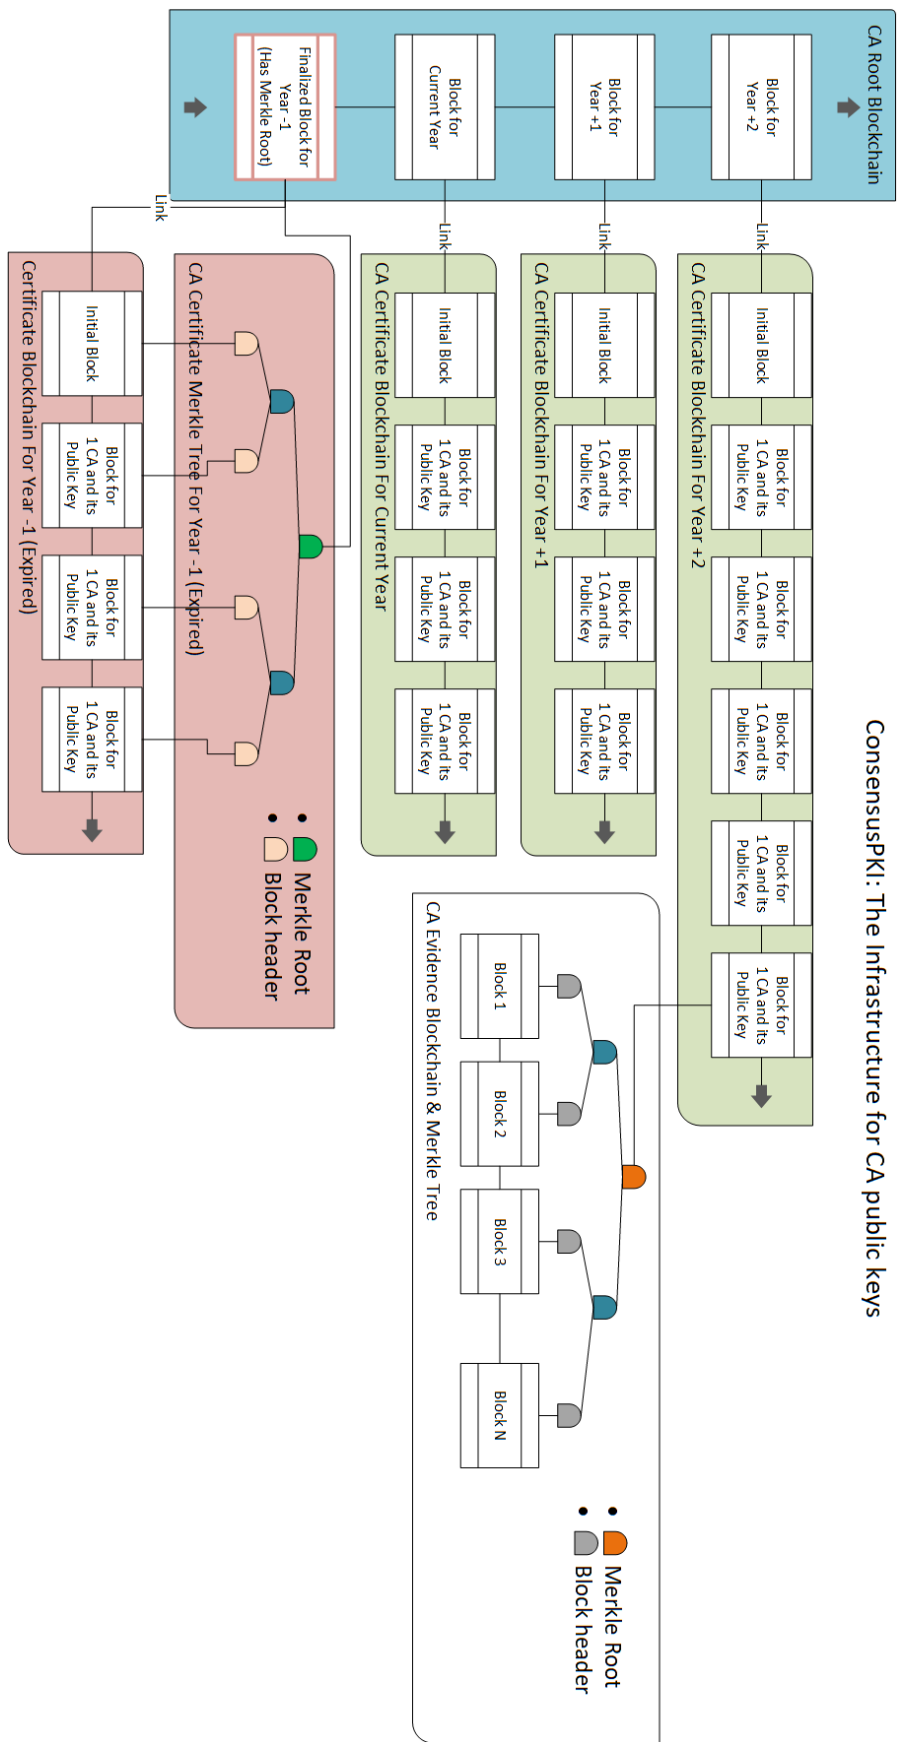 ConsensusPKI: The Infrastructure for CA public keys
CA Root Blockchain
Block for
Year +2
Link
Initial Block
Block for
1 CA and its
Public Key
Block for
1 CA and its
Public Key
Block for
1 CA and its
Public Key
Block for
1 CA and its
Public Key
Block for
1 CA and its
Public Key
CA Certificate Blockchain For Year +2
Block for
Year +1
Link
Initial Block
Block for
1 CA and its
Public Key
Block for
1 CA and its
Public Key
Block for
1 CA and its
Public Key
CA Certificate Blockchain For Year +1
Block for
Current Year
Link
Initial Block
Block for
1 CA and its
Public Key
Block for
1 CA and its
Public Key
Block for
1 CA and its
Public Key
CA Certificate Blockchain For Current Year
Merkle Root
Block header
Block 1
Block 2
Block 3
Block N
CA Evidence Blockchain & Merkle Tree
Finalized Block for
Year -1
(Has Merkle Root)
Merkle Root
Block header
CA Certificate Merkle Tree For Year -1 (Expired)
Link
Initial Block
Block for
1 CA and its
Public Key
Block for
1 CA and its
Public Key
Block for
1 CA and its
Public Key
Certificate Blockchain For Year -1 (Expired)